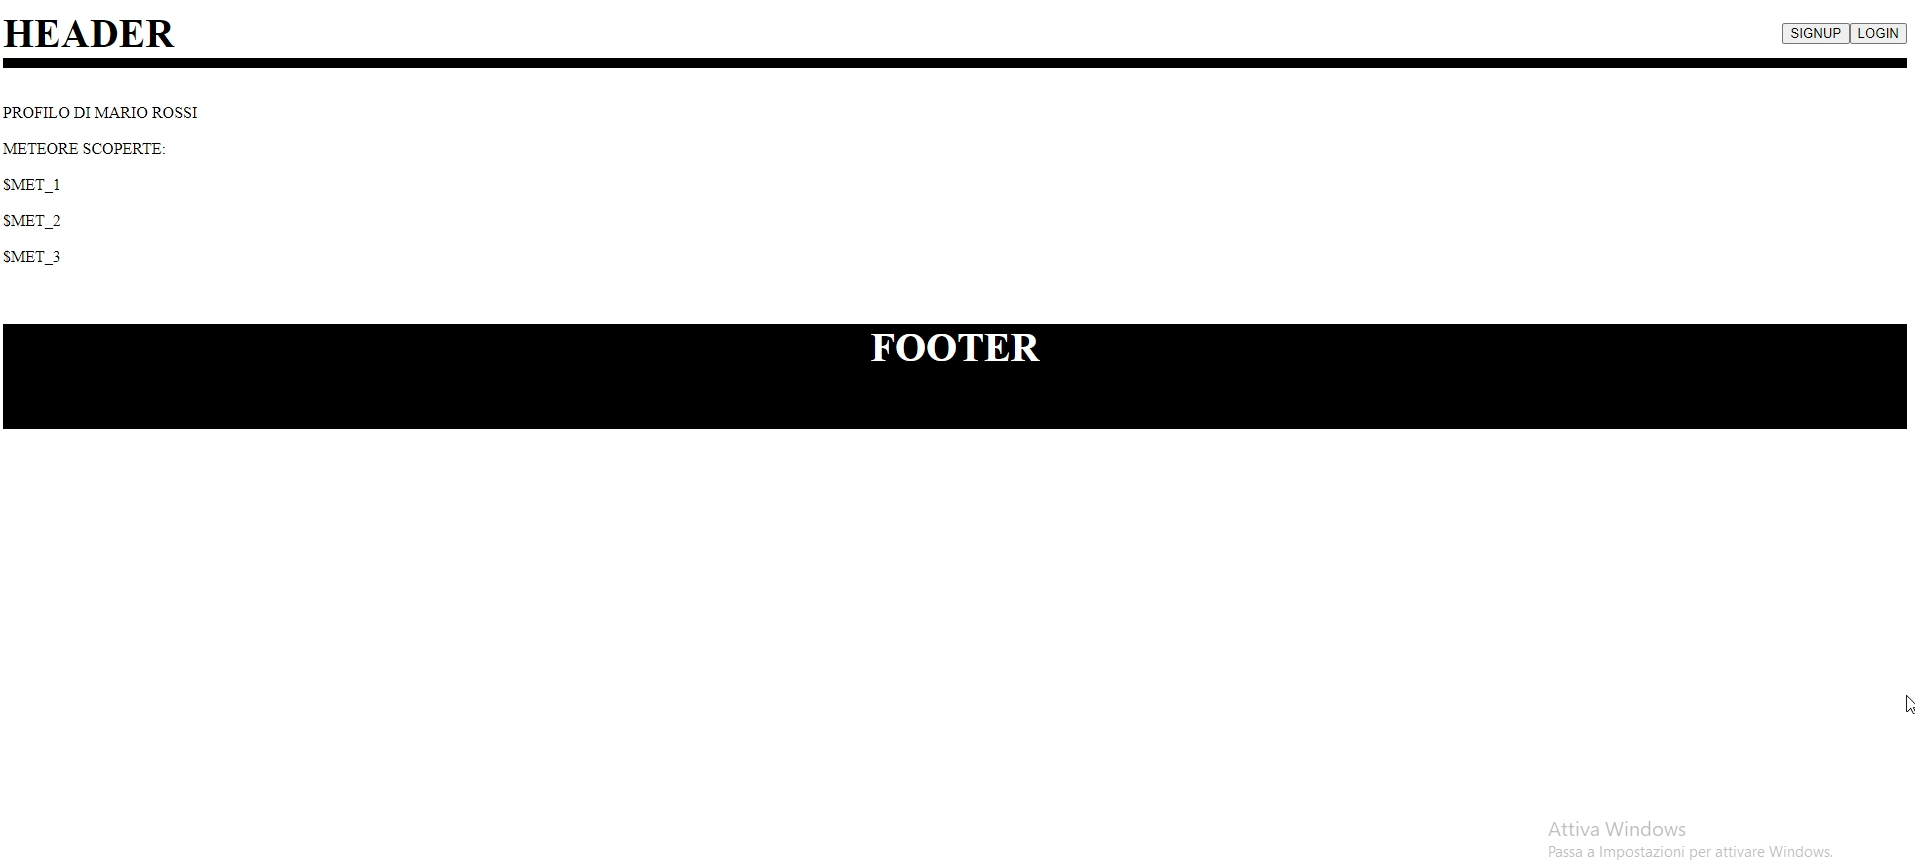 HEADER
SIGNUP LOGIN
PROFILO DI MARIO ROSSI
METEORE SCOPERTE:
$MET_1
$MET_2
$MET_3
FOOTER
Attiva Windows
Passa a Impostazioni per attivare Windows.